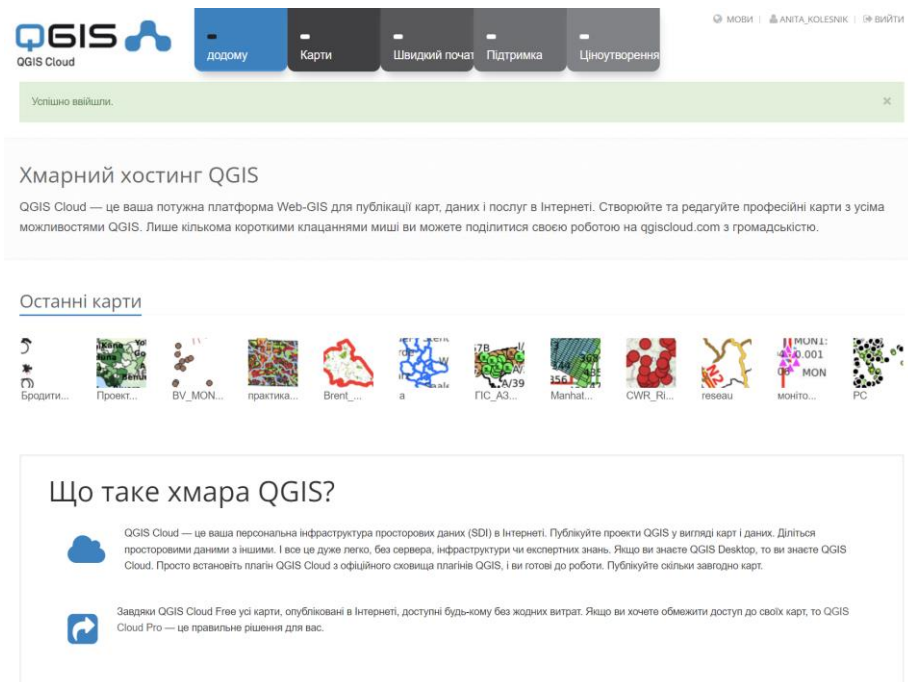 QGIS
QGIS Cloud
додому
Карти
Швидкий почат
Підтримка
Ціноутворення
МОВИ | ANITA_KOLESNIK | ВИЙТИ
Успішно ввійшли. ×
Хмарний хостинг QGIS
QGIS Cloud — це ваша потужна платформа Web-GIS для публікації карт, даних і послуг в Інтернеті. Створюйте та редагуйте професійні карти з усіма
можливостями QGIS. Лише кількома короткими клацаннями миші ви можете поділитися своєю роботою на qgiscloud.com з громадськістю.
Останні карти
Бродити... Проект... BV_MON... практика... Brent_... a ГІС_АЗ... Manhat... CWR_Ri... reseau моніто... РС
Що таке хмара QGIS?
QGIS Cloud — це ваша персональна інфраструктура просторових даних (SDI) в Інтернеті. Публікуйте проекти QGIS у вигляді карт і даних. Діліться
просторовими даними з іншими. І все це дуже легко, без сервера, інфраструктури чи експертних знань. Якщо ви знаєте QGIS Desktop, то ви знаєте QGIS
Cloud. Просто встановіть плагін QGIS Cloud з офіційного сховища плагінів QGIS, і ви готові до роботи. Публікуйте скільки завгодно карт.
Завдяки QGIS Cloud Free усі карти, опубліковані в Інтернеті, доступні будь-кому без жодних витрат. Якщо ви хочете обмежити доступ до своїх карт, то QGIS
Cloud Pro — це правильне рішення для вас.